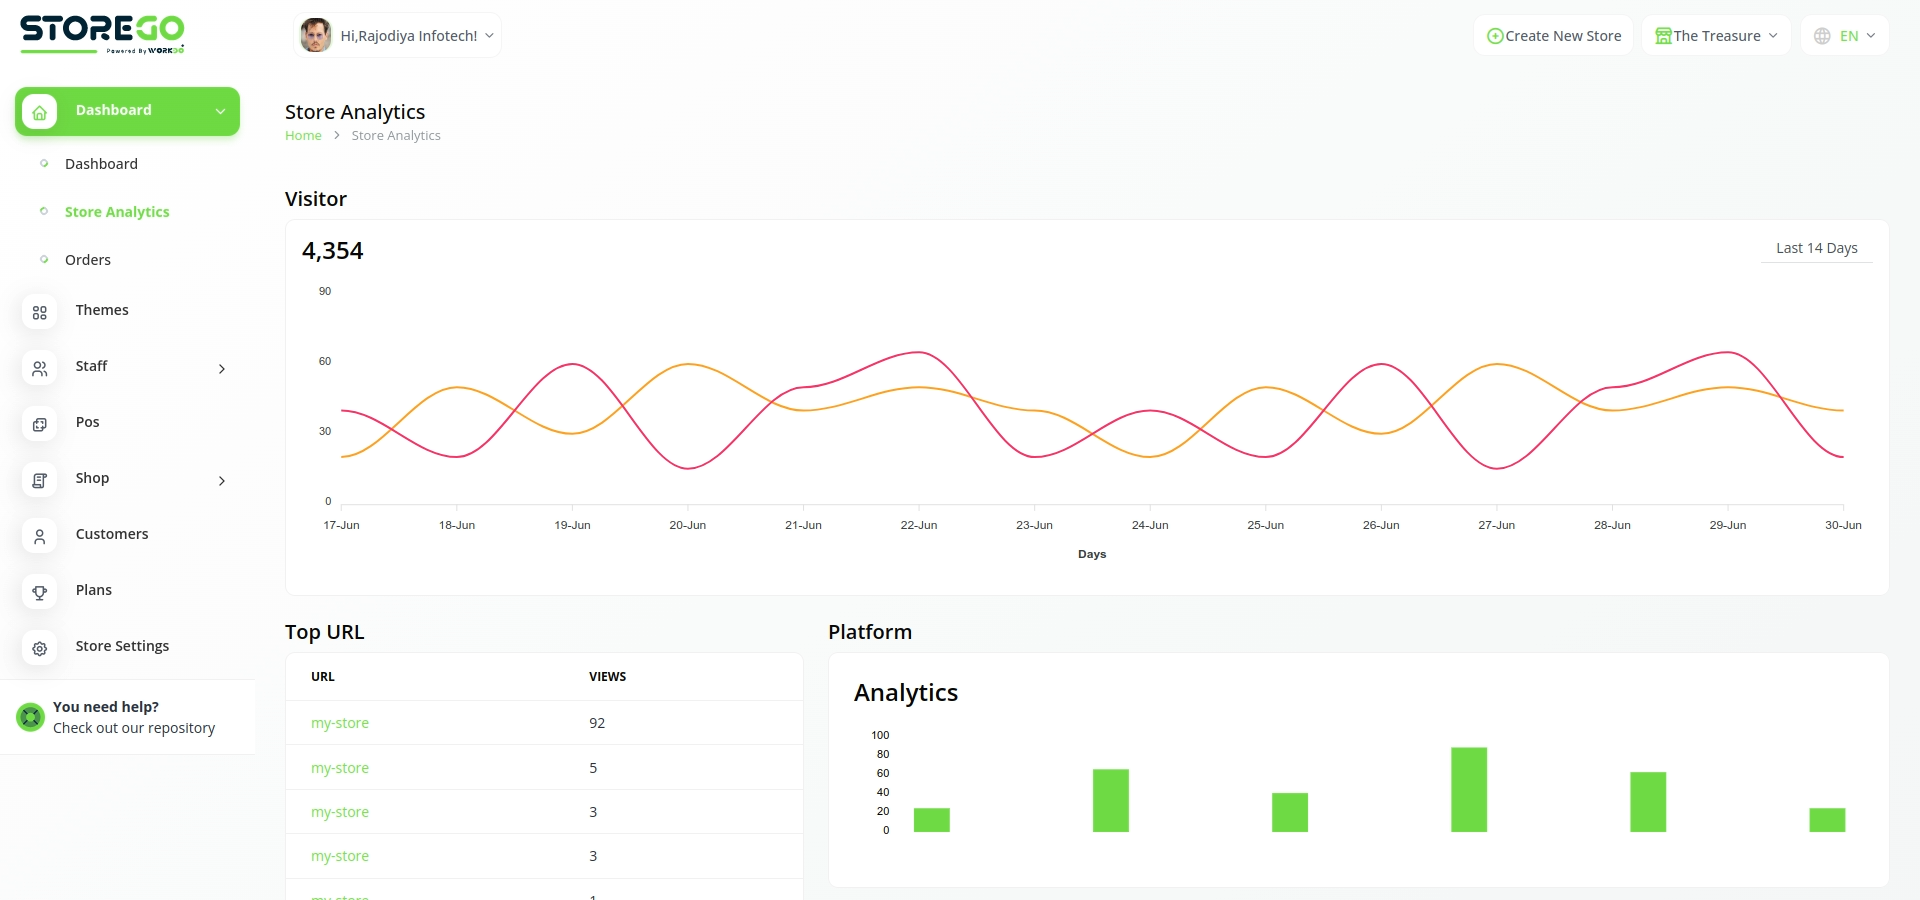 STOREGO
Powered By WORKGO
Hi,Rajodiya Infotech!
Create New Store
The Treasure
EN
Dashboard
Dashboard
Store Analytics
Orders
Themes
Staff
Pos
Shop
Customers
Plans
Store Settings
You need help?
Check out our repository
Store Analytics
Home > Store Analytics
Visitor
4,354
Last 14 Days
90
60
30
0
17-Jun 18-Jun 19-Jun 20-Jun 21-Jun 22-Jun 23-Jun 24-Jun 25-Jun 26-Jun 27-Jun 28-Jun 29-Jun 30-Jun
Days
Top URL
URL VIEWS
my-store 92
my-store 5
my-store 3
my-store 3
my-store 1
Platform
Analytics
100
80
60
40
20
0